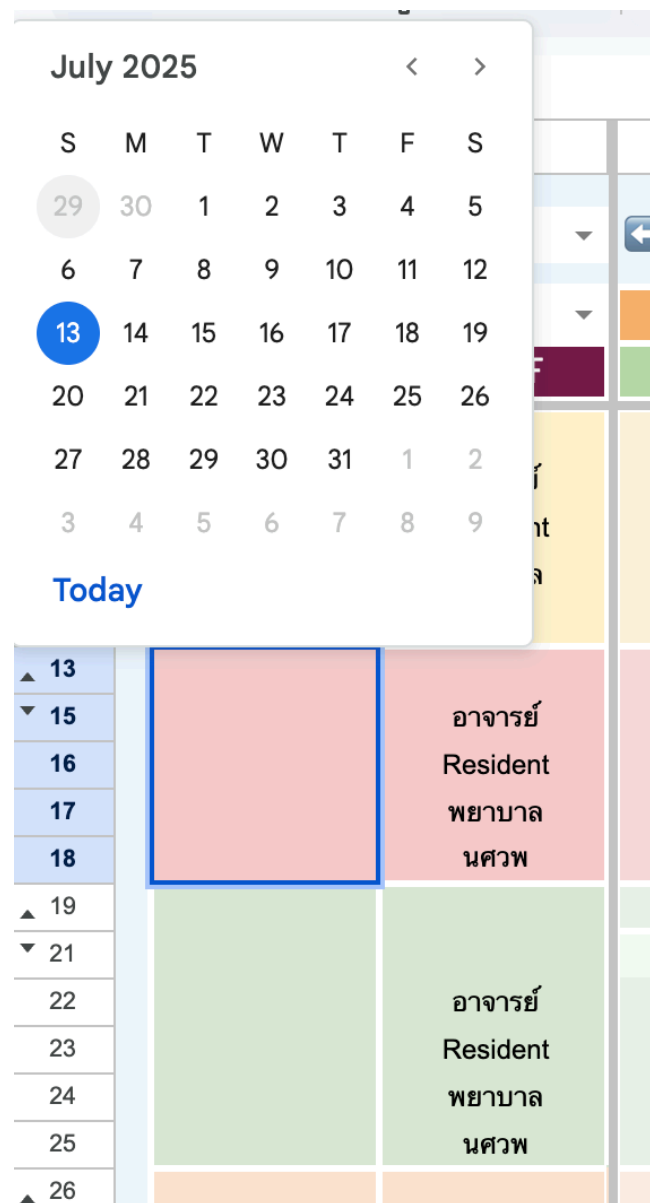 July 2025
S M T W T F S
29 30 1 2 3 4 5
6 7 8 9 10 11 12
13 14 15 16 17 18 19
20 21 22 23 24 25 26
27 28 29 30 31 1 2
3 4 5 6 7 8 9
Today
13
15 อาจารย์
16 Resident
17 พยาบาล
18 นศวพ
19
21
22 อาจารย์
23 Resident
24 พยาบาล
25 นศวพ
26